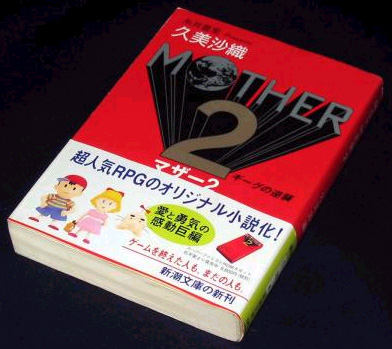 久美沙織
MOTHER
2
マザー2
ギーグの逆襲
超人気RPGのオリジナル小説化!
愛と勇気の
感動巨編
ゲームを終えた人も、まだの人も。
新潮文庫の新刊